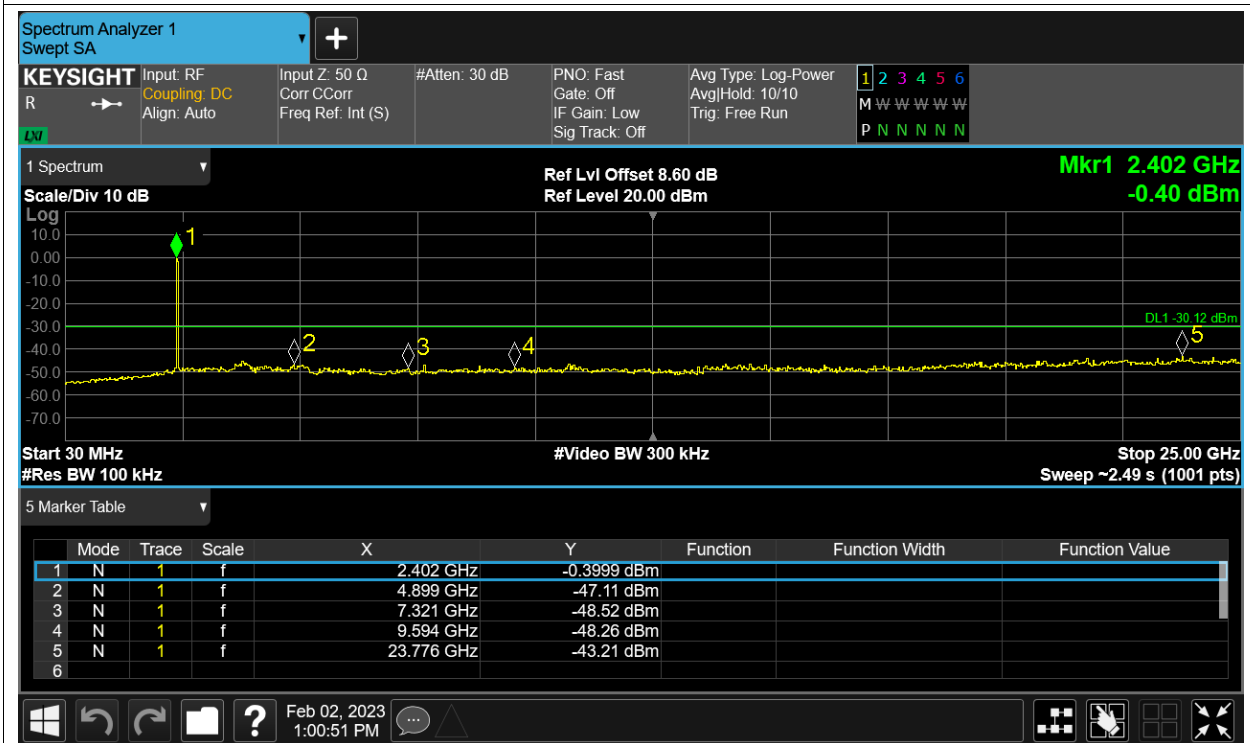 Spectrum Analyzer 1
Swept SA
+
KEYSIGHT
R
LXI
Input: RF
Coupling: DC
Align: Auto
Input Z: 50 Ω
Corr CCorr
Freq Ref: Int (S)
#Atten: 30 dB
PNO: Fast
Gate: Off
IF Gain: Low
Sig Track: Off
Avg Type: Log-Power
Avg|Hold: 10/10
Trig: Free Run
1 2 3 4 5 6
M W W W W W
P N N N N N
1 Spectrum
Scale/Div 10 dB
Ref Lvl Offset 8.60 dB
Ref Level 20.00 dBm
Mkr1 2.402 GHz
-0.40 dBm
Log
10.0
0.00
-10.0
-20.0
-30.0
-40.0
-50.0
-60.0
-70.0
1
2
3
4
5
DL1 -30.12 dBm
Start 30 MHz
#Res BW 100 kHz
#Video BW 300 kHz
Stop 25.00 GHz
Sweep ~2.49 s (1001 pts)
5 Marker Table
Mode Trace Scale X Y Function Function Width Function Value
1 N 1 f 2.402 GHz -0.3999 dBm
2 N 1 f 4.899 GHz -47.11 dBm
3 N 1 f 7.321 GHz -48.52 dBm
4 N 1 f 9.594 GHz -48.26 dBm
5 N 1 f 23.776 GHz -43.21 dBm
6
?
Feb 02, 2023
1:00:51 PM